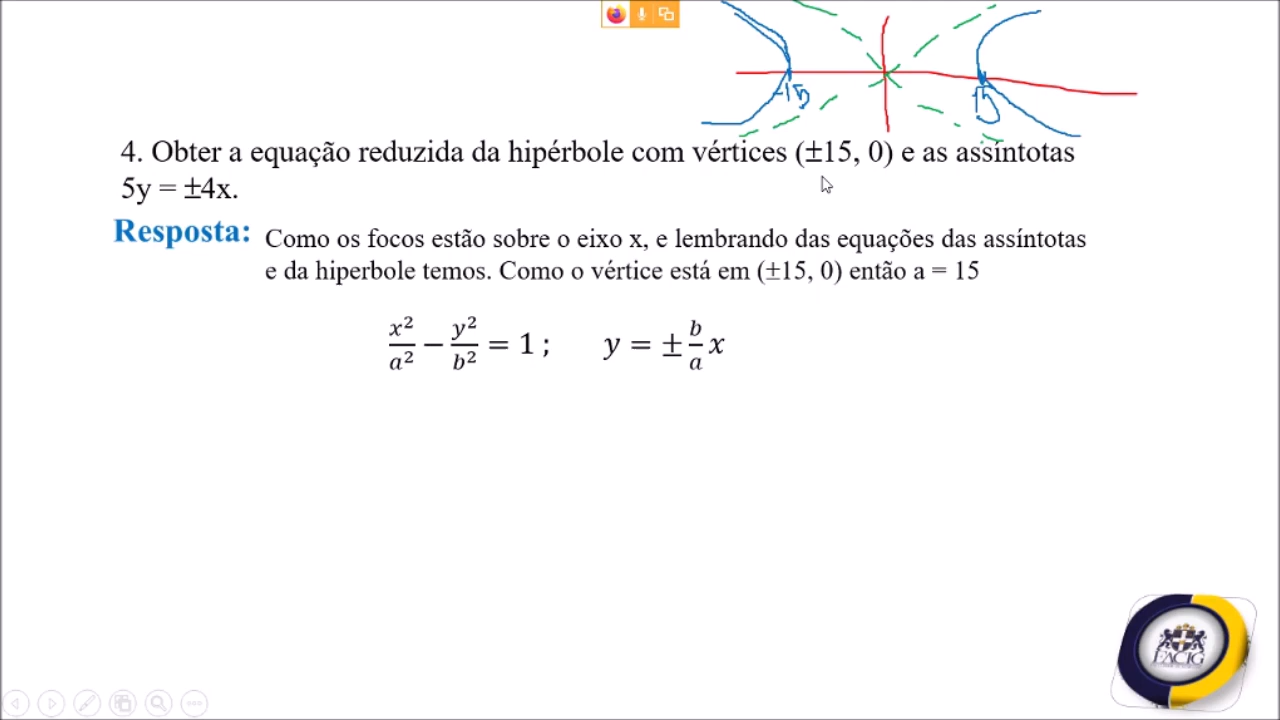 -15
15
4. Obter a equação reduzida da hipérbole com vértices (±15, 0) e as assíntotas
5y = ±4x.
Resposta: Como os focos estão sobre o eixo x, e lembrando das equações das assíntotas
e da hiperbole temos. Como o vértice está em (±15, 0) então a = 15
x²/a² − y²/b² = 1 ; y = ± b/a x
FACIG